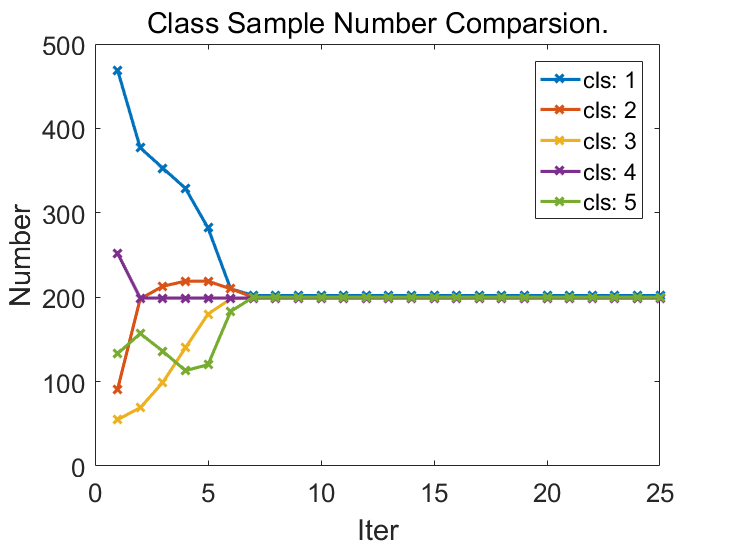 Class Sample Number Comparsion.
500
400
300
200
100
0
Number
cls: 1
cls: 2
cls: 3
cls: 4
cls: 5
0 5 10 15 20 25
Iter